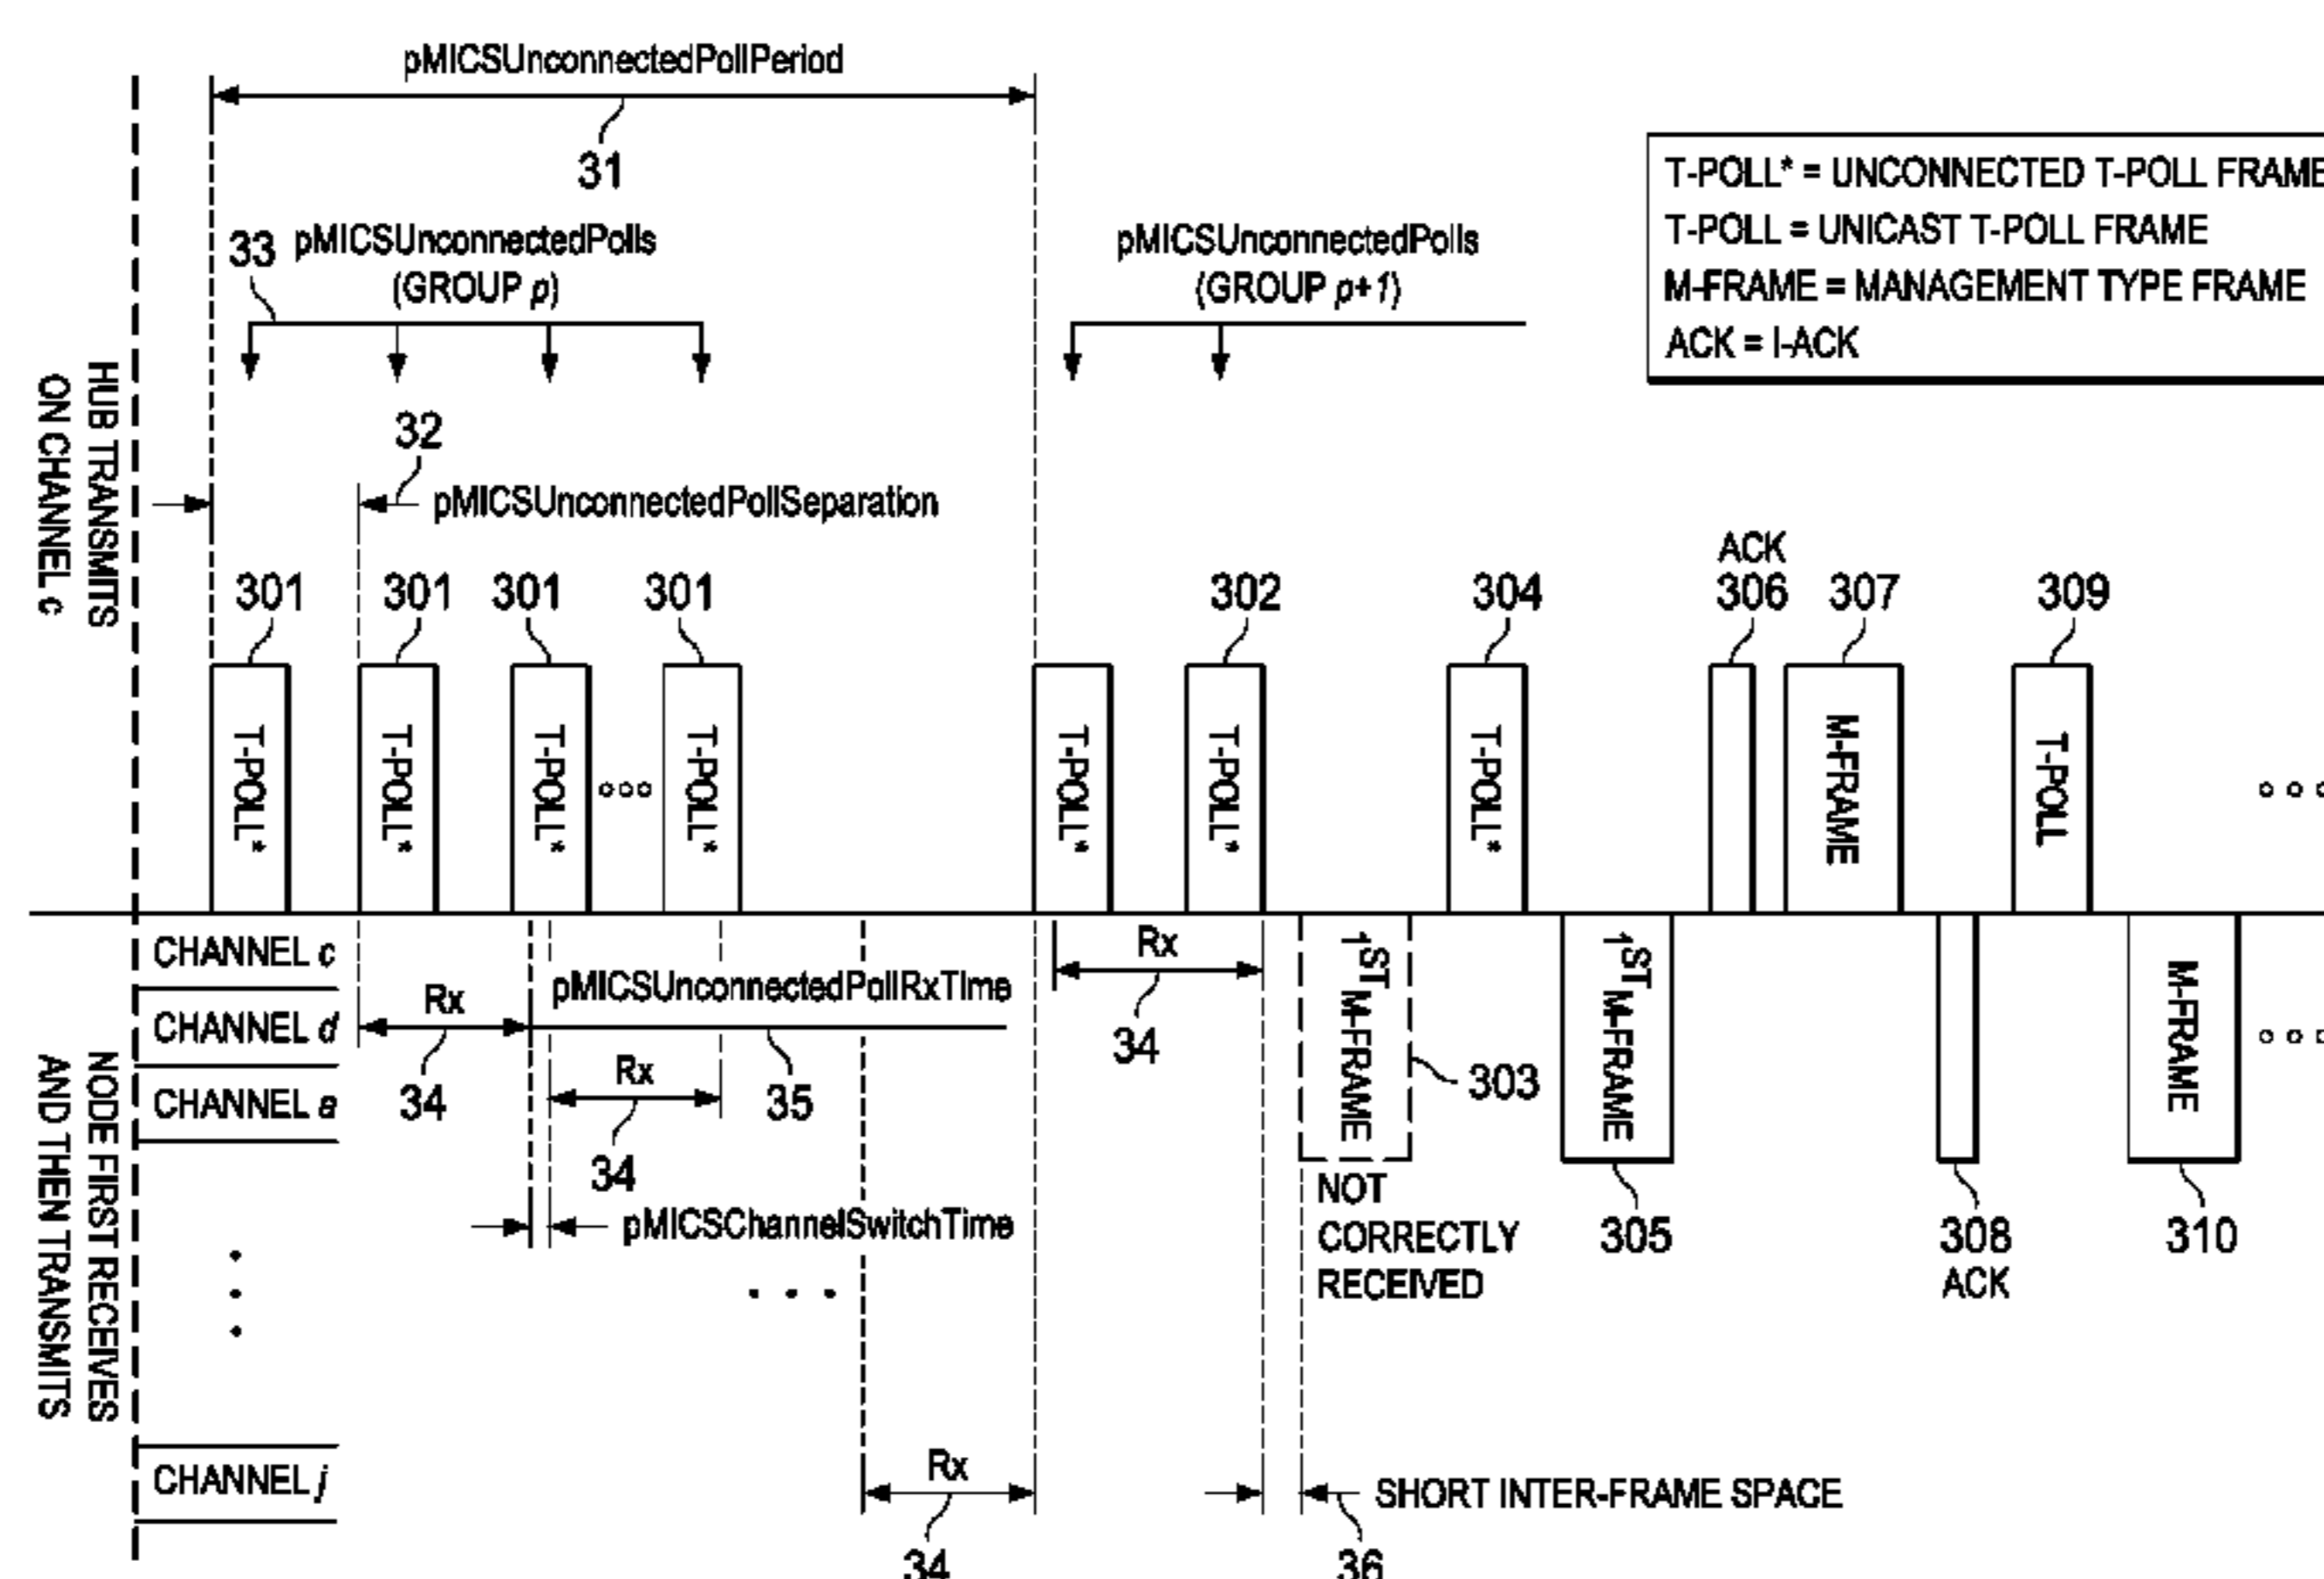 pMICSUnconnectedPollPeriod
31
T-POLL* = UNCONNECTED T-POLL FRAME
T-POLL = UNICAST T-POLL FRAME
M-FRAME = MANAGEMENT TYPE FRAME
ACK = I-ACK
33
pMICSUnconnectedPolls
(GROUP p)
pMICSUnconnectedPolls
(GROUP p+1)
HUB TRANSMITS
ON CHANNEL c
32
pMICSUnconnectedPollSeparation
301
301
301
301
302
304
ACK
306
307
309
T-POLL*
T-POLL*
T-POLL*
T-POLL*
T-POLL*
T-POLL*
T-POLL*
M-FRAME
T-POLL
NODE FIRST RECEIVES
AND THEN TRANSMITS
CHANNEL c
CHANNEL d
CHANNEL a
CHANNEL j
Rx
34
pMICSUnconnectedPollRxTime
35
Rx
34
pMICSChannelSwitchTime
Rx
34
Rx
34
1ST
M-FRAME
303
NOT
CORRECTLY
RECEIVED
1ST
M-FRAME
305
308
ACK
M-FRAME
310
SHORT INTER-FRAME SPACE
36